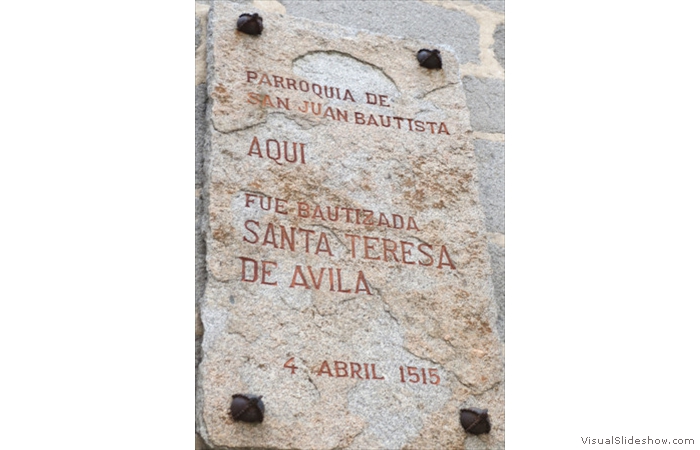 PARROQUIA DE
SAN JUAN BAUTISTA
AQUI
FUE BAUTIZADA
SANTA TERESA
DE AVILA
4 ABRIL 1515
VisualSlideshow.com